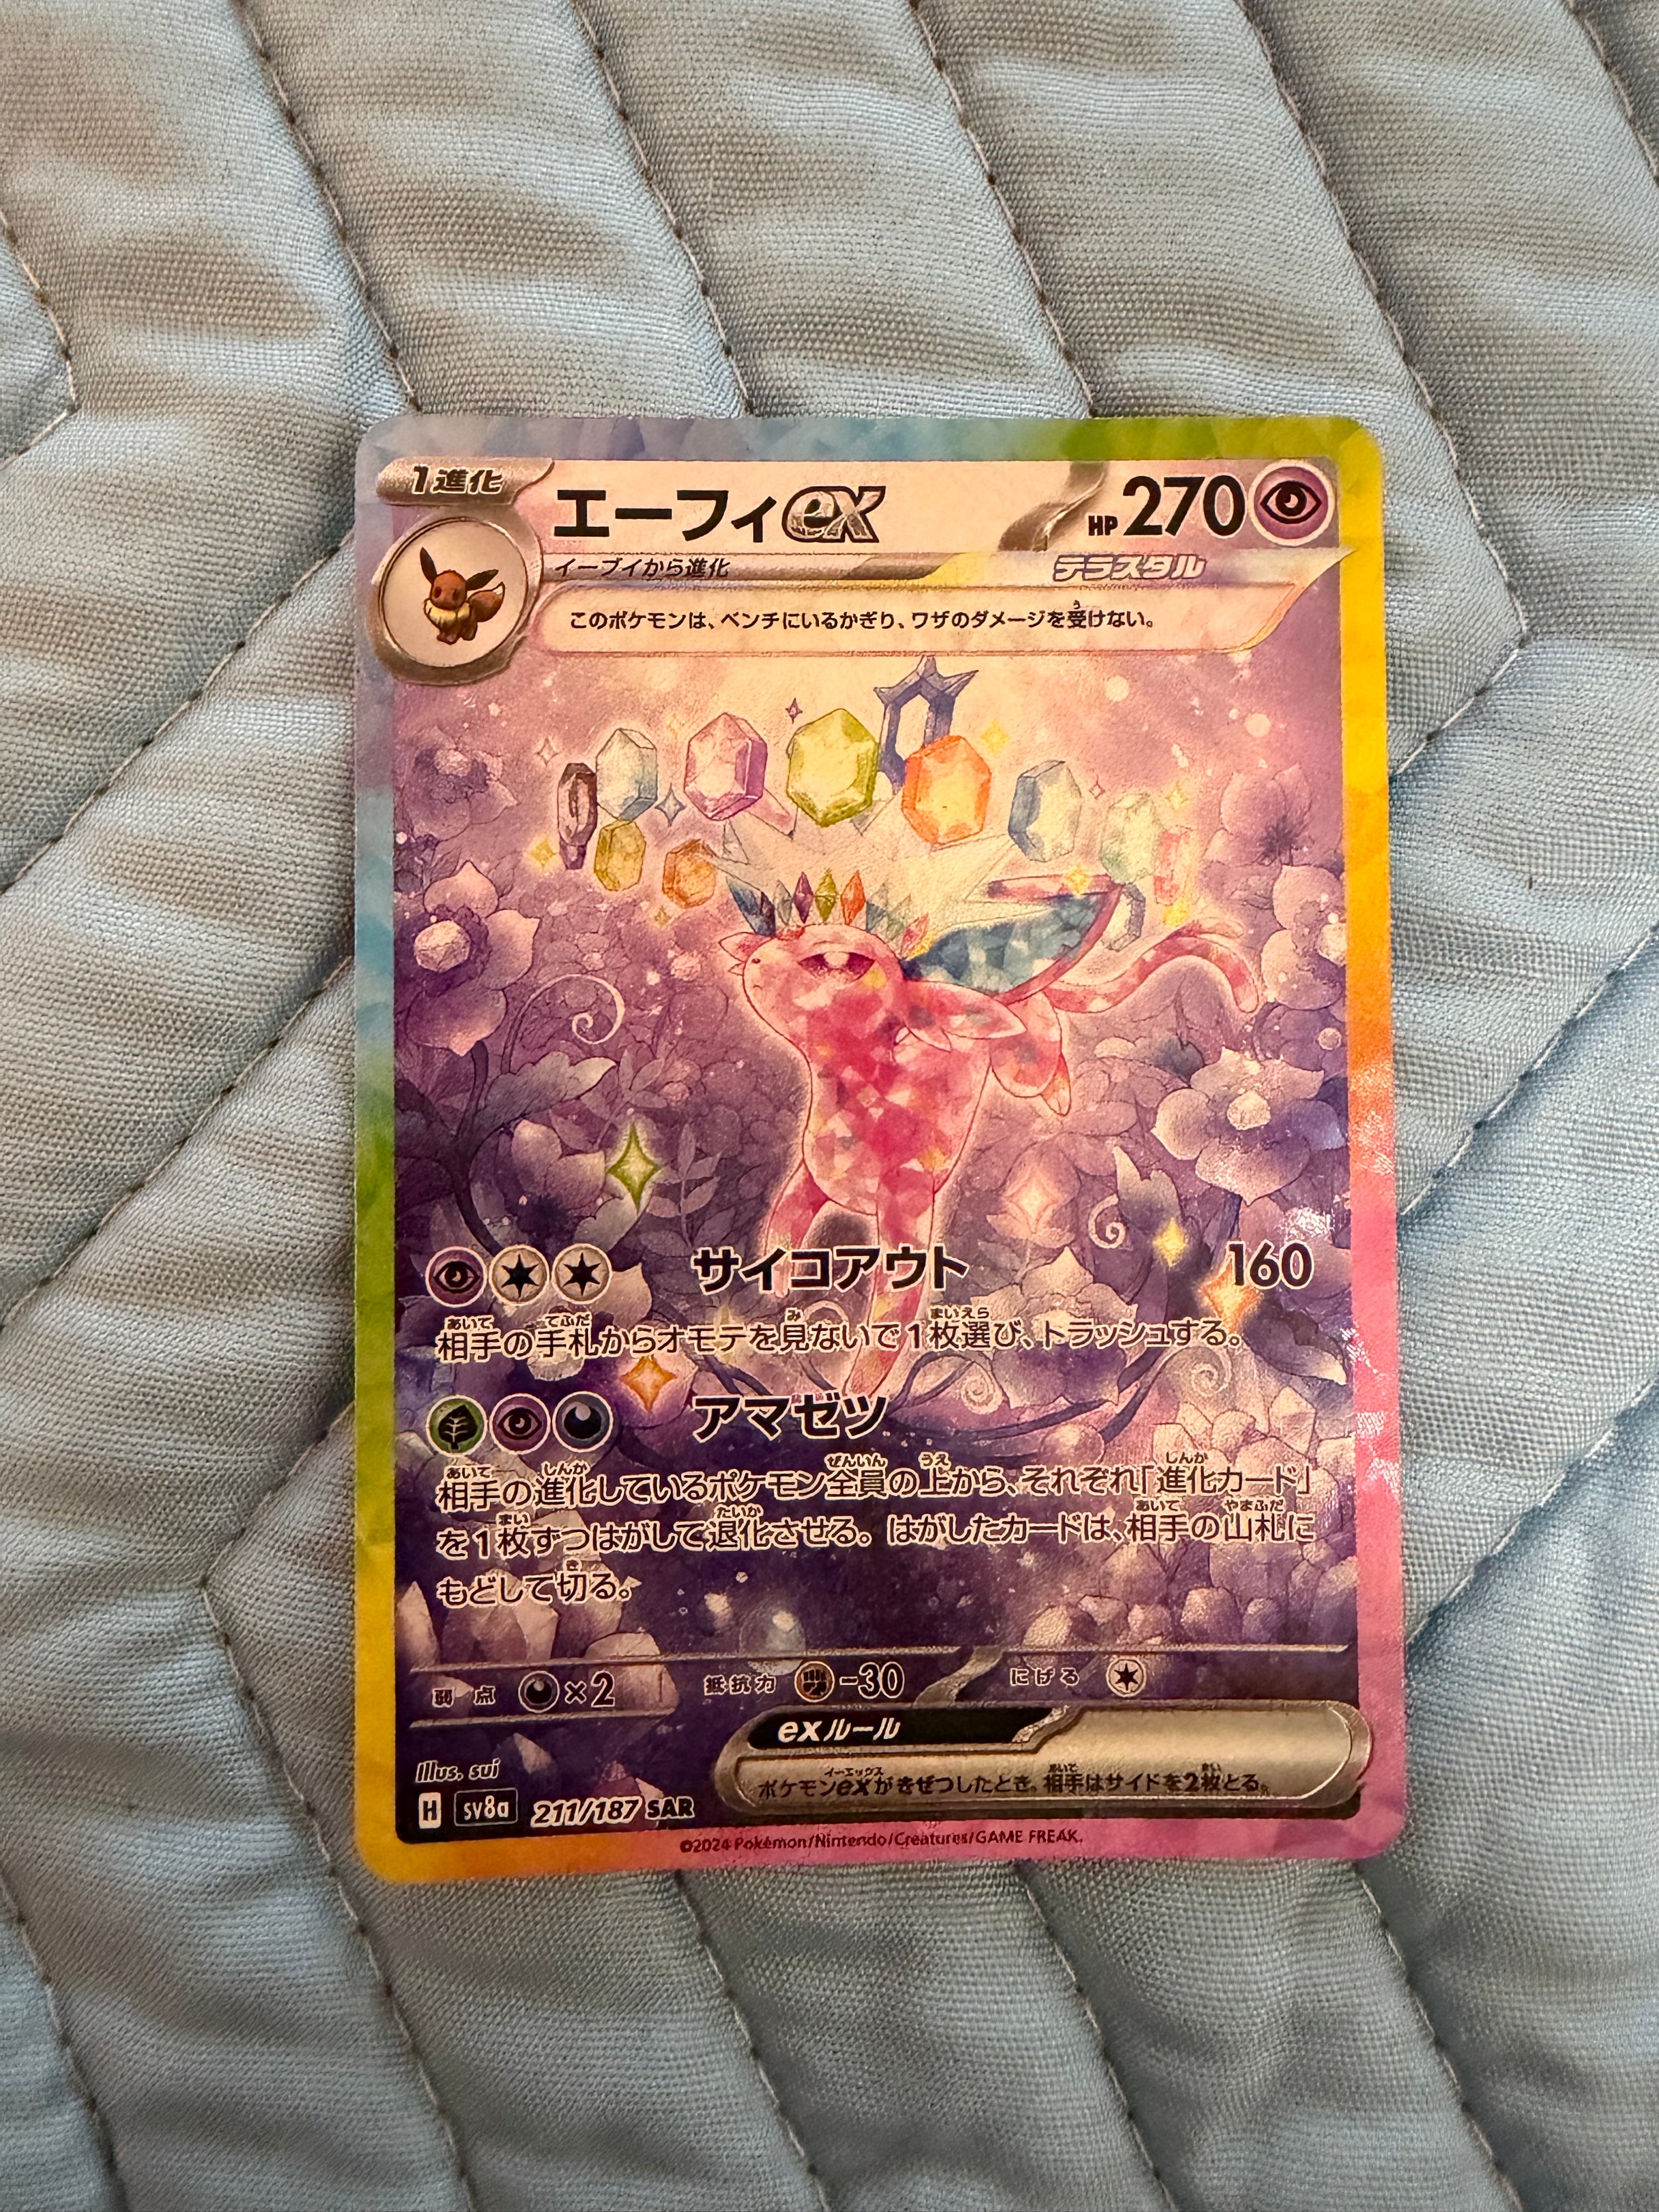 1進化
エーフィex
HP270
イーブイから進化
テラスタル
このポケモンは、ベンチにいるかぎり、ワザのダメージを受けない。
サイコアウト 160
相手の手札からオモテを見ないで1枚選び、トラッシュする。
アマゼツ
相手の進化しているポケモン全員の上から、それぞれ「進化カード」
を1枚ずつはがして退化させる。はがしたカードは、相手の山札に
もどして切る。
弱点 ×2 抵抗力 -30 にげる
exルール
ポケモンexがきぜつしたとき、相手はサイドを2枚とる。
Illus. sui
H sv8a 211/187 SAR
©2024 Pokémon/Nintendo/Creatures/GAME FREAK.